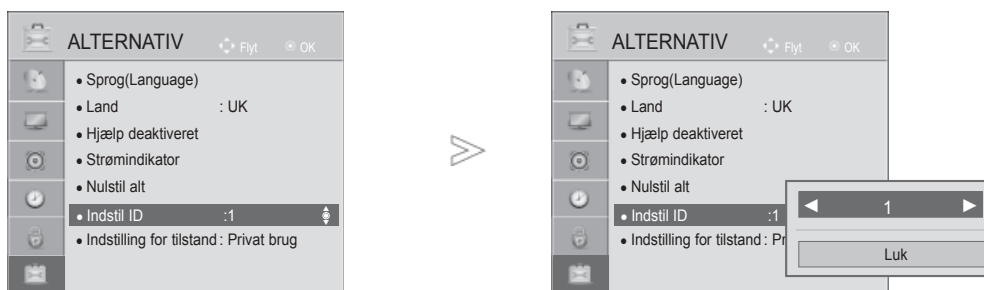 ALTERNATIV Flyt OK
• Sprog(Language)
• Land : UK
• Hjælp deaktiveret
• Strømindikator
• Nulstil alt
• Indstil ID :1
• Indstilling for tilstand : Privat brug
ALTERNATIV Flyt OK
• Sprog(Language)
• Land : UK
• Hjælp deaktiveret
• Strømindikator
• Nulstil alt
• Indstil ID :1
• Indstilling for tilstand : Pr
◄ 1 ►
Luk